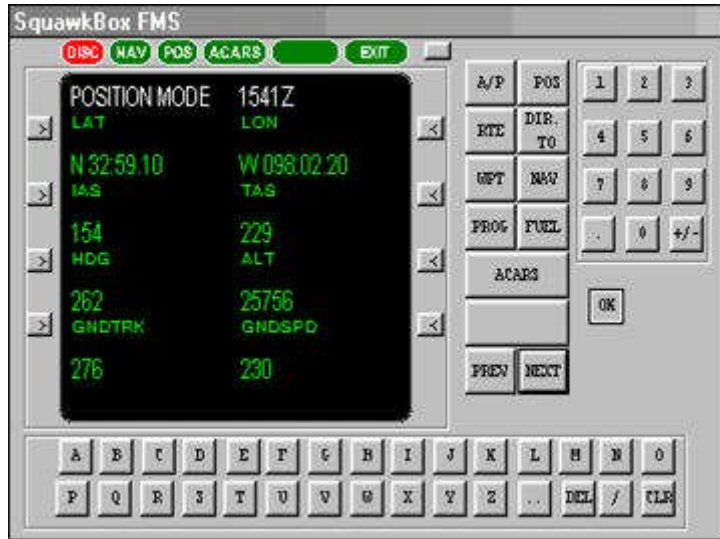 SquawkBox FMS
DISC NAV POS ACARS EXIT
POSITION MODE 1541Z
LAT LON
N 32:59.10 W 098:02.20
IAS TAS
154 229
HDG ALT
262 25756
GNDTRK GNDSPD
276 230
> <
> <
> <
> <
A/P POS
RTE DIR. TO
WPT NAV
PROG FUEL
ACARS
PREV NEXT
1 2 3
4 5 6
7 8 9
. 0 +/-
OK
A B C D E F G H I J K L M N O
P Q R S T U V W X Y Z .. DEL / CLR